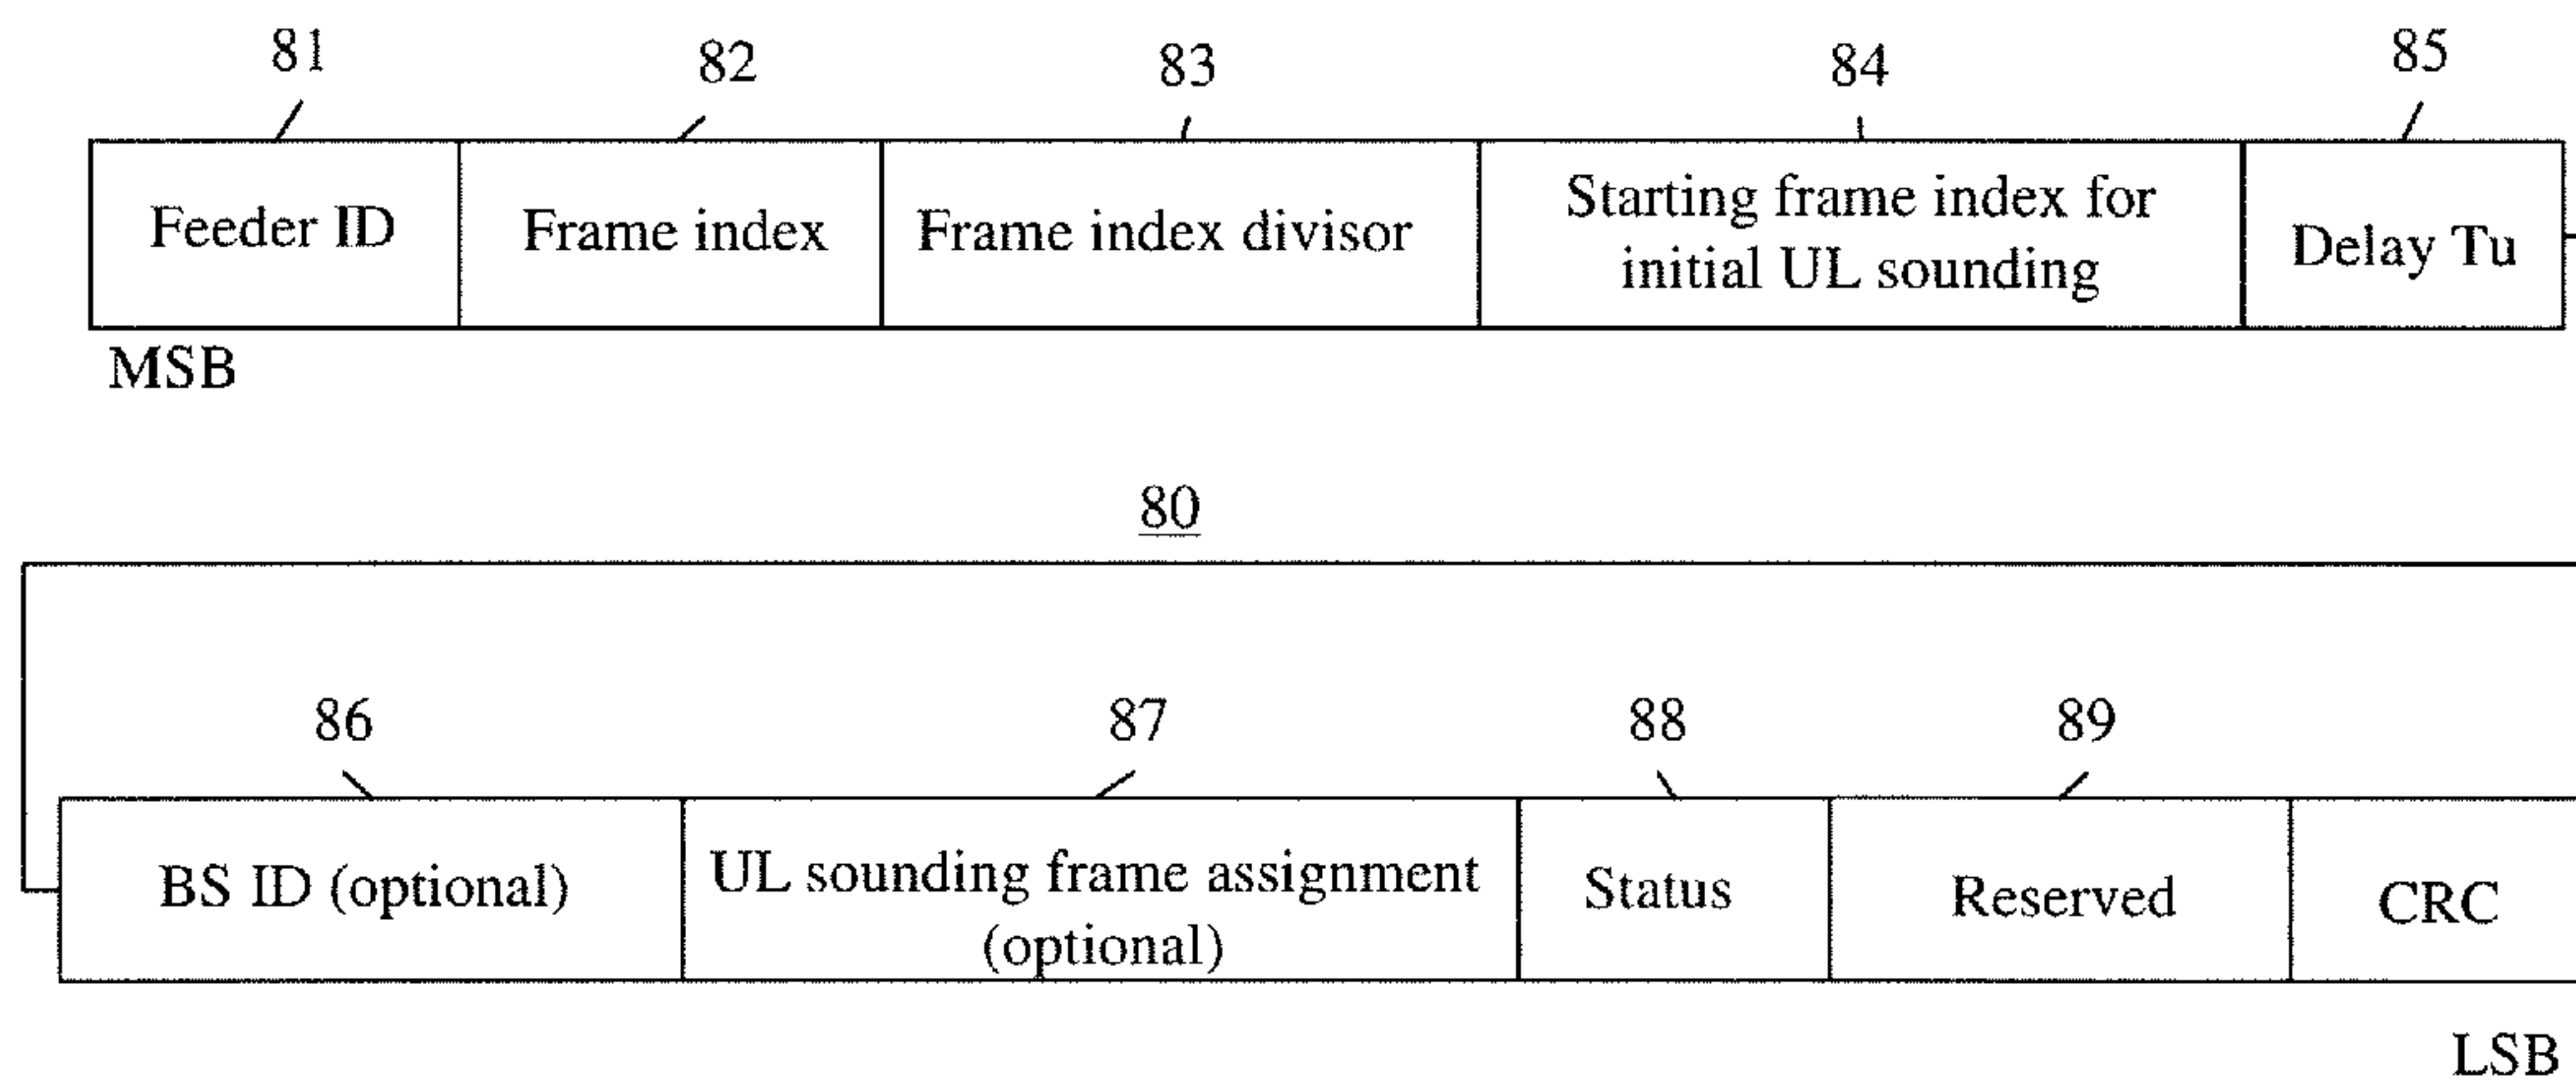 81 82 83 84 85
Feeder ID
Frame index
Frame index divisor
Starting frame index for
initial UL sounding
Delay Tu
MSB
80
86 87 88 89
BS ID (optional)
UL sounding frame assignment
(optional)
Status
Reserved
CRC
LSB